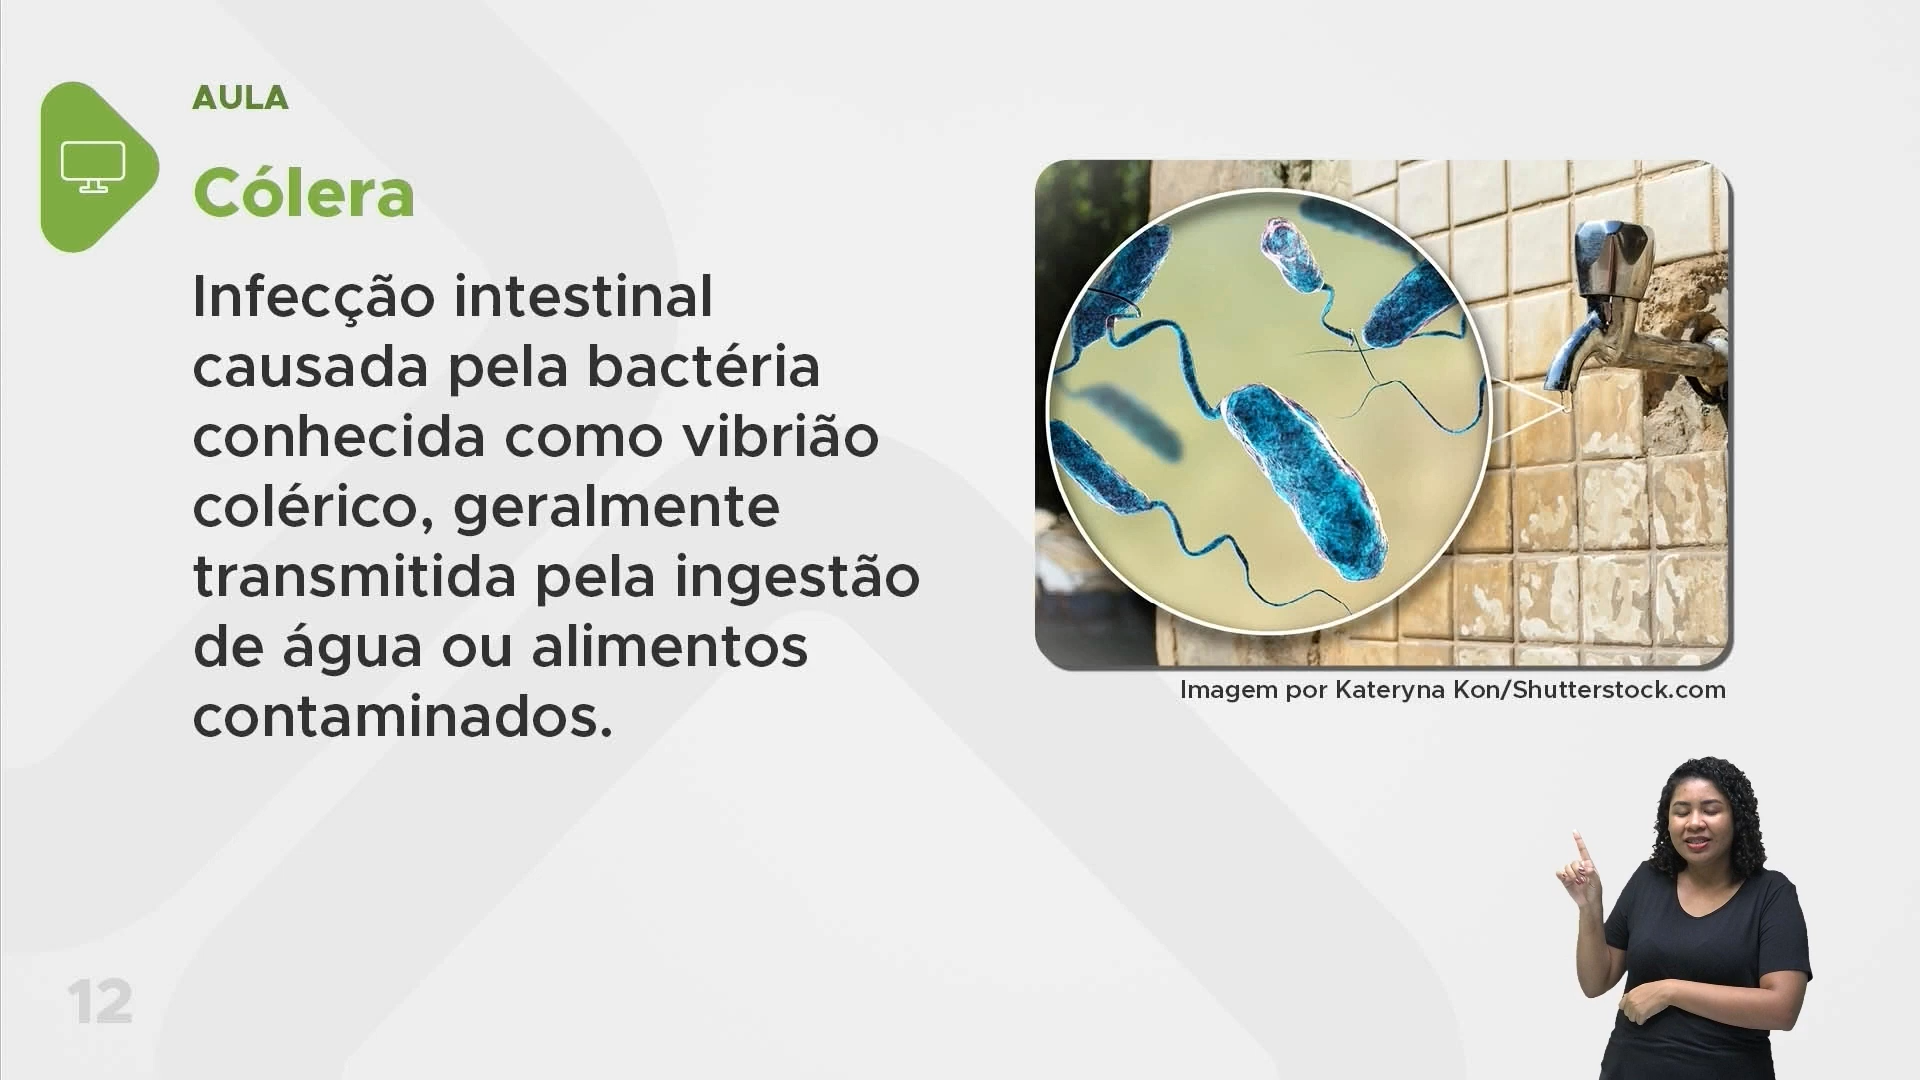 AULA
Cólera
Infecção intestinal
causada pela bactéria
conhecida como vibrião
colérico, geralmente
transmitida pela ingestão
de água ou alimentos
contaminados.
Imagem por Kateryna Kon/Shutterstock.com
12